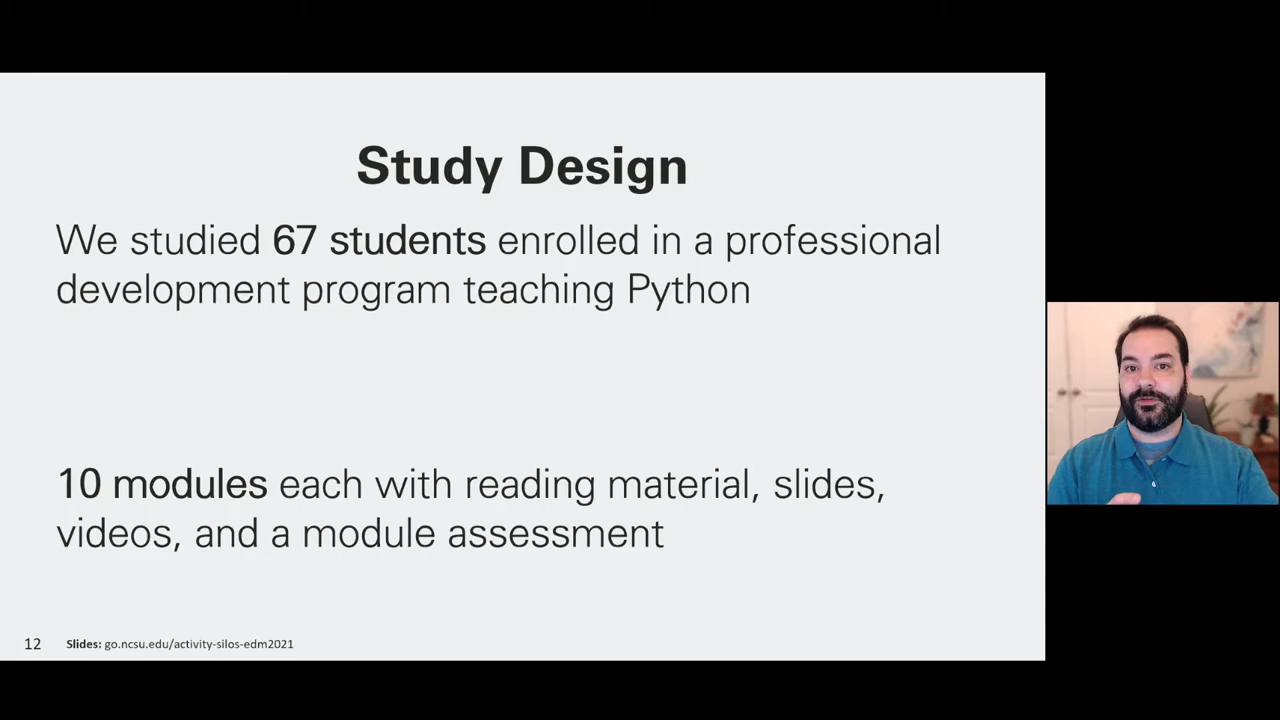 Study Design
We studied 67 students enrolled in a professional
development program teaching Python
10 modules each with reading material, slides,
videos, and a module assessment
12 Slides: go.ncsu.edu/activity-silos-edm2021